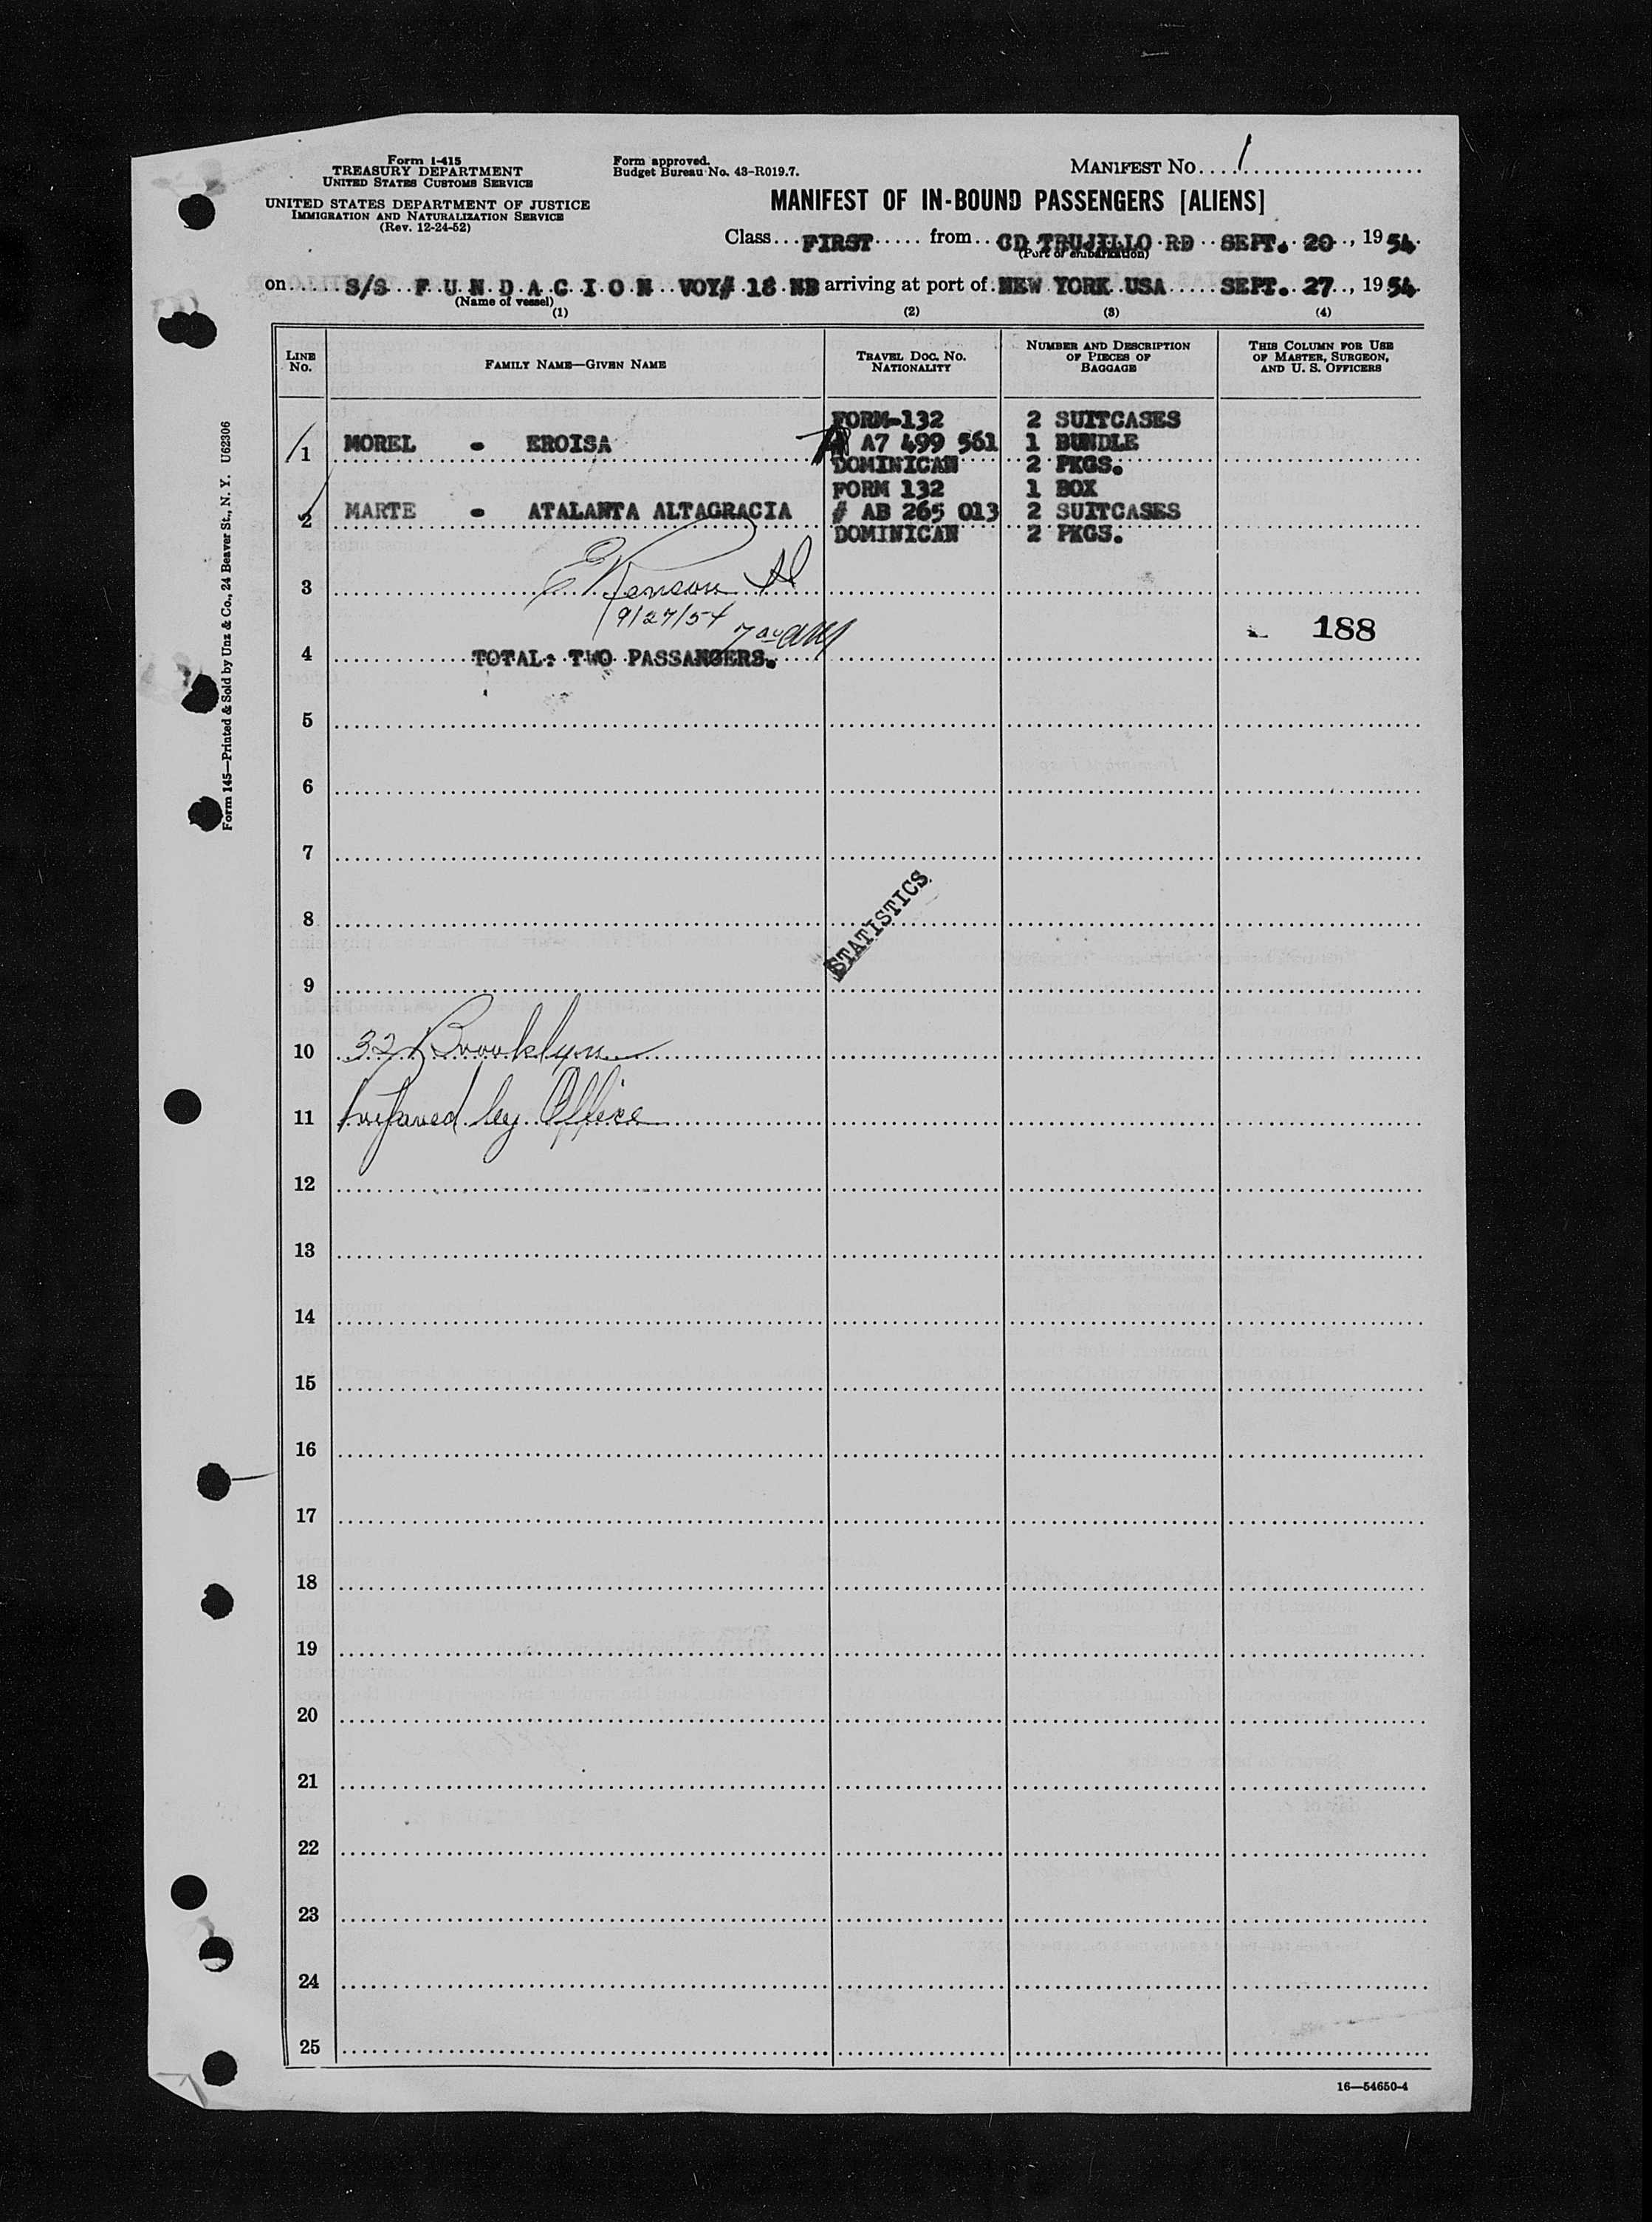 Form I-415
TREASURY DEPARTMENT
UNITED STATES CUSTOMS SERVICE
UNITED STATES DEPARTMENT OF JUSTICE
IMMIGRATION AND NATURALIZATION SERVICE
(Rev. 12-24-52)
Form approved.
Budget Bureau No. 43-R019.7.
MANIFEST No. 1
MANIFEST OF IN-BOUND PASSENGERS [ALIENS]
Class FIRST from CD TRUJILLO RD SEPT. 20, 1954
(Port of embarkation)
on S/S F U N D A C I O N VOY# 18 NB arriving at port of NEW YORK USA SEPT. 27, 1954
(Name of vessel)
(1) (2) (3) (4)
LINE No.
FAMILY NAME—GIVEN NAME
TRAVEL DOC. NO. NATIONALITY
NUMBER AND DESCRIPTION OF PIECES OF BAGGAGE
THIS COLUMN FOR USE OF MASTER, SURGEON, AND U. S. OFFICERS
FORM-132 2 SUITCASES
1 MOREL - EROISA A7 499 561 1 BUNDLE
DOMINICAN 2 PKGS.
FORM 132 1 BOX
2 MARTE - ATALANTA ALTAGRACIA # AB 265 013 2 SUITCASES
DOMINICAN 2 PKGS.
3
9/27/54
188
4 TOTAL: TWO PASSANGERS.
5
6
7
8
STATISTICS
9
10 32 Brooklyn
11 by Office
12
13
14
15
16
17
18
19
20
21
22
23
24
25
16—54650-4
Form 145—Printed & Sold by Unz & Co., 24 Beaver St., N. Y. U62306